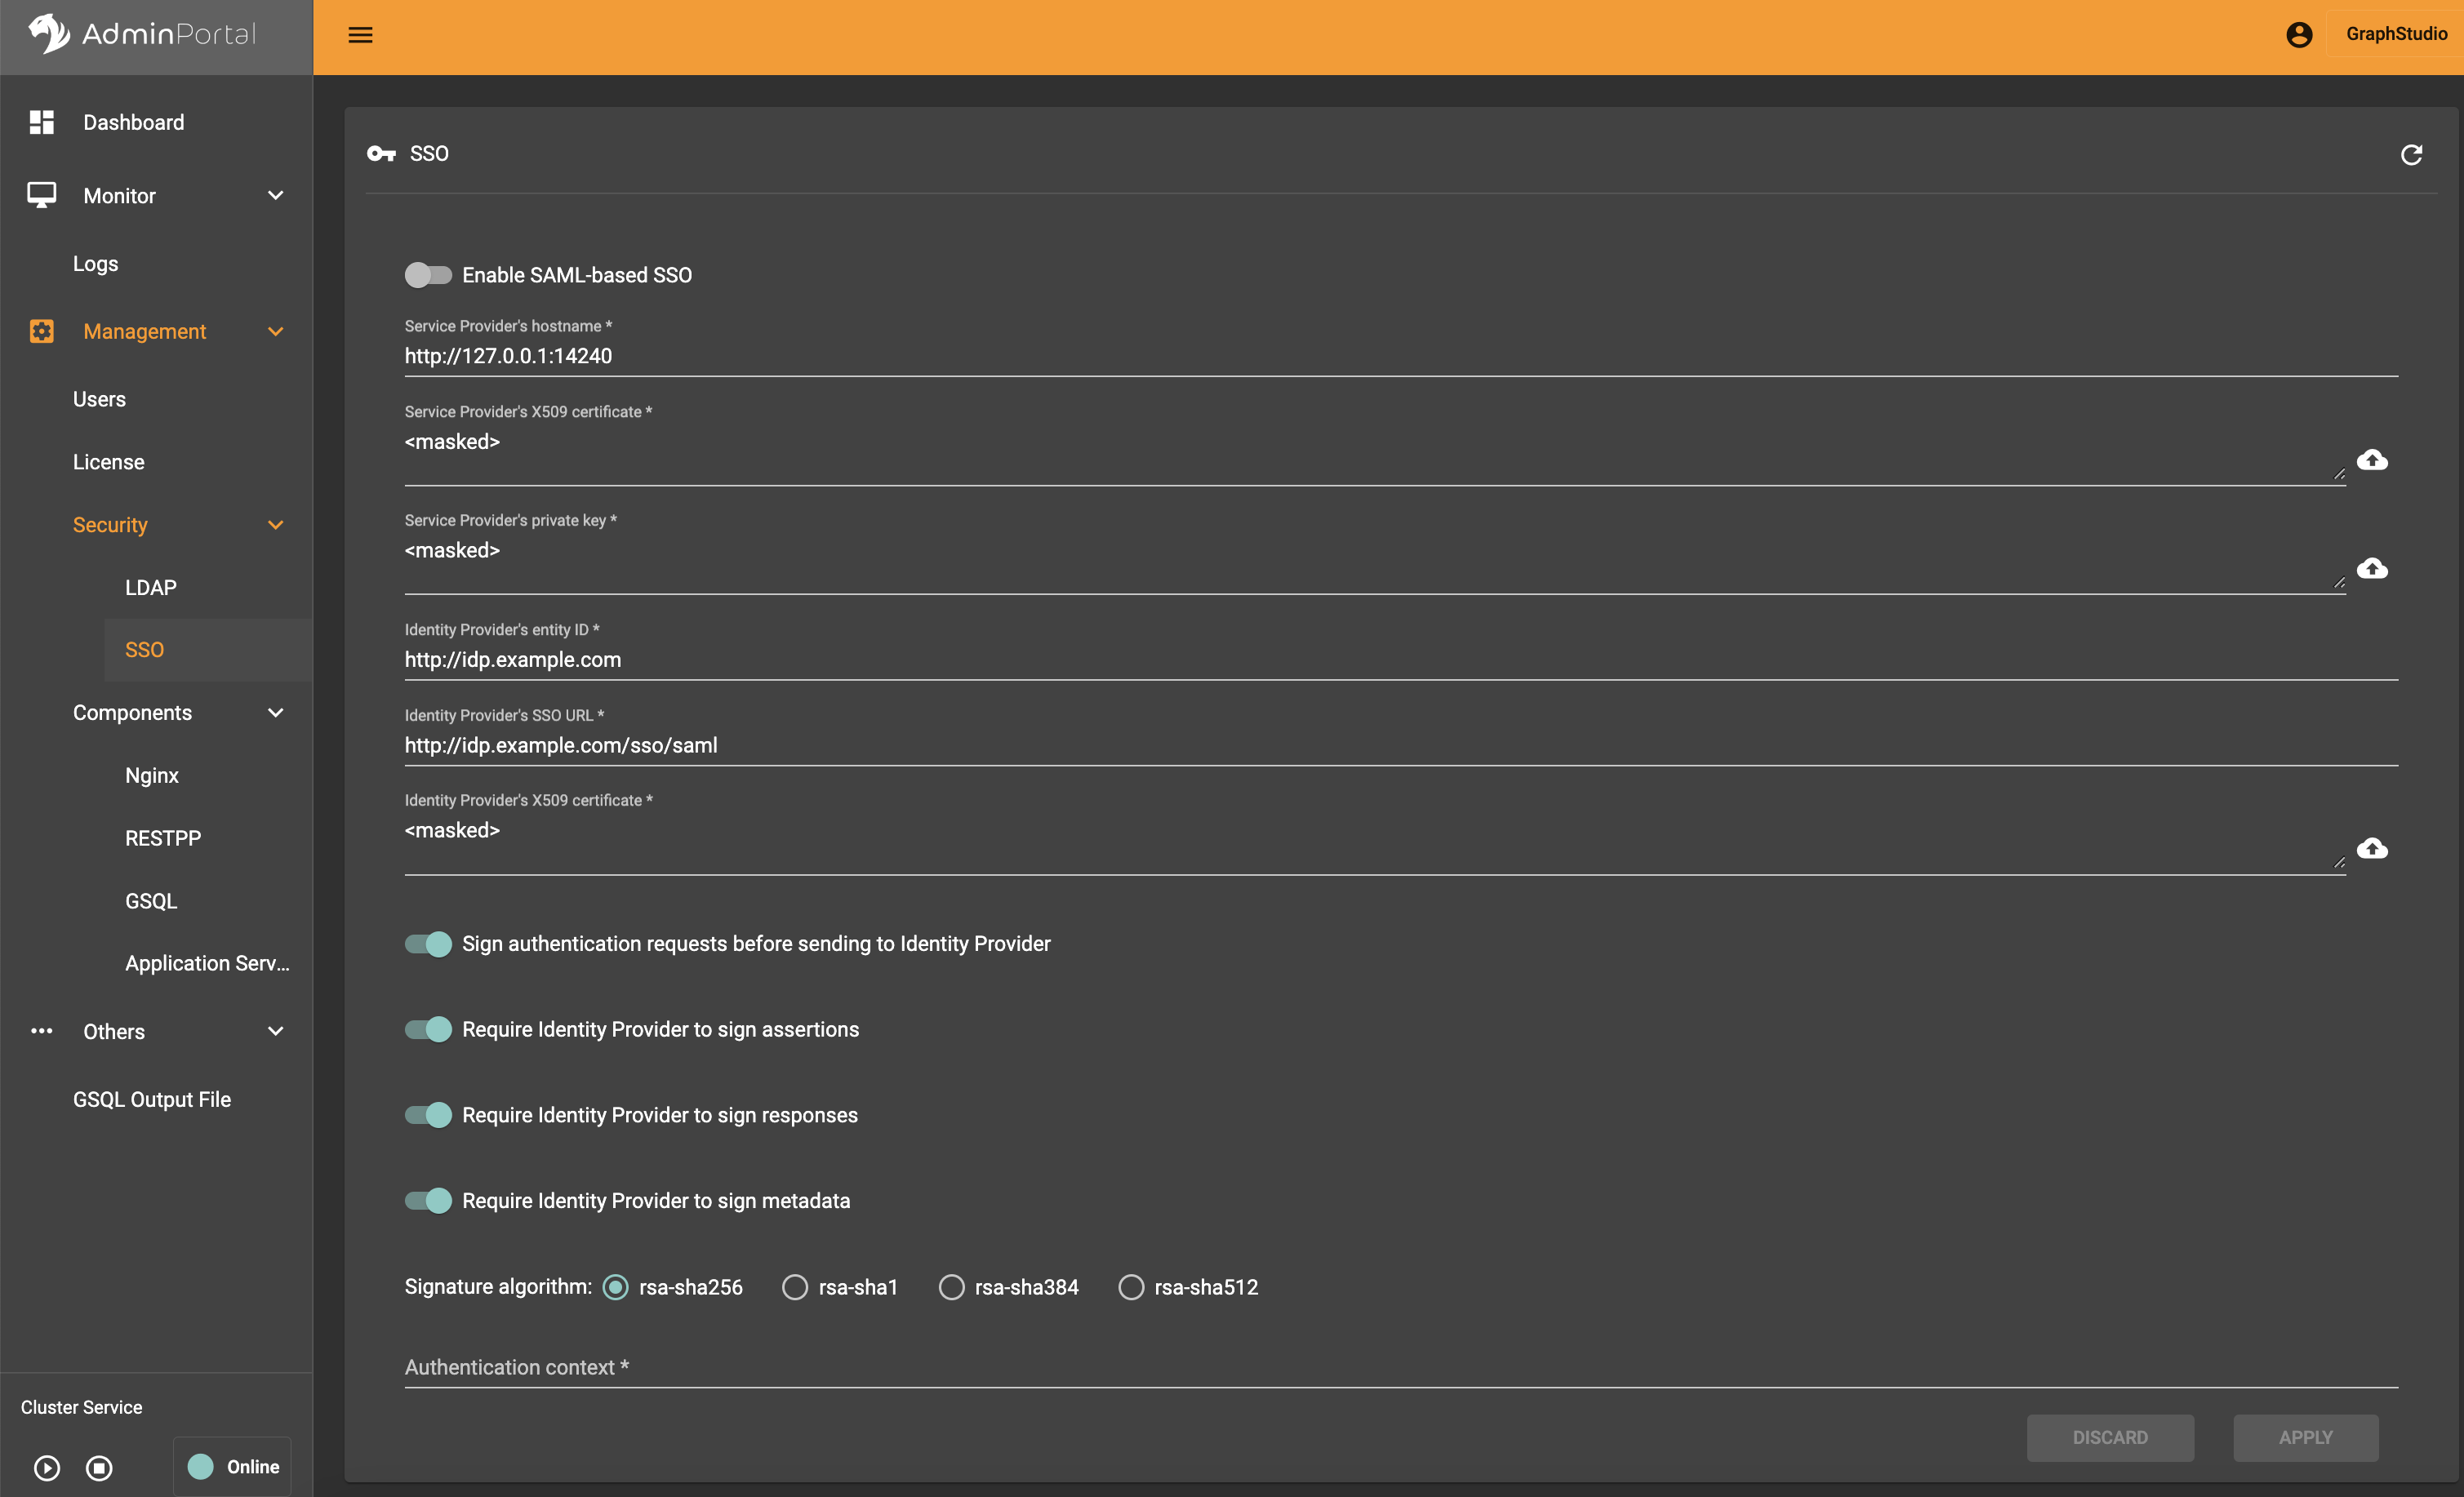 AdminPortal
GraphStudio
Dashboard
Monitor
Logs
Management
Users
License
Security
LDAP
SSO
Components
Nginx
RESTPP
GSQL
Application Serv...
Others
GSQL Output File
Cluster Service
Online
SSO
Enable SAML-based SSO
Service Provider's hostname *
http://127.0.0.1:14240
Service Provider's X509 certificate *
<masked>
Service Provider's private key *
<masked>
Identity Provider's entity ID *
http://idp.example.com
Identity Provider's SSO URL *
http://idp.example.com/sso/saml
Identity Provider's X509 certificate *
<masked>
Sign authentication requests before sending to Identity Provider
Require Identity Provider to sign assertions
Require Identity Provider to sign responses
Require Identity Provider to sign metadata
Signature algorithm: rsa-sha256 rsa-sha1 rsa-sha384 rsa-sha512
Authentication context *
DISCARD APPLY